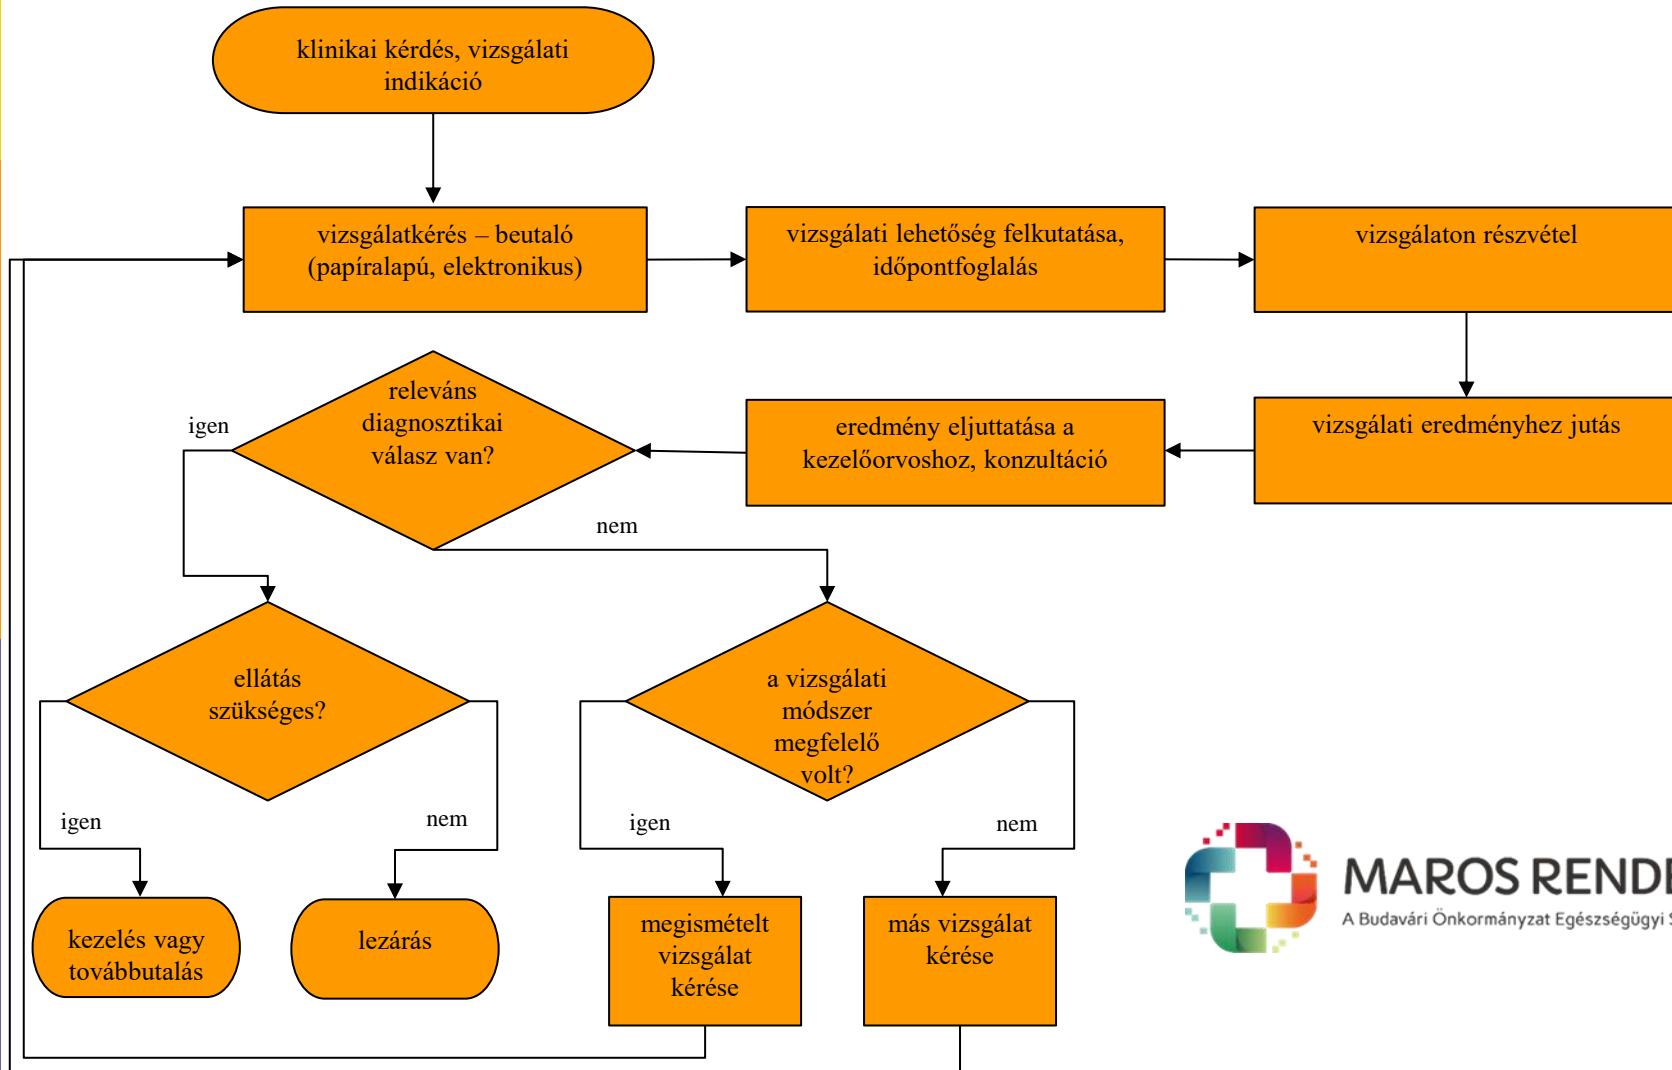 klinikai kérdés, vizsgálati
indikáció
vizsgálatkérés – beutaló
(papíralapú, elektronikus)
vizsgálati lehetőség felkutatása,
időpontfoglalás
vizsgálaton részvétel
releváns
diagnosztikai
válasz van?
igen
eredmény eljuttatása a
kezelőorvoshoz, konzultáció
vizsgálati eredményhez jutás
nem
ellátás
szükséges?
a vizsgálati
módszer
megfelelő
volt?
igen
nem
igen
nem
kezelés vagy
továbbutalás
lezárás
megismételt
vizsgálat
kérése
más vizsgálat
kérése
MAROS
A Budavári Önkormányzat Egészségügyi